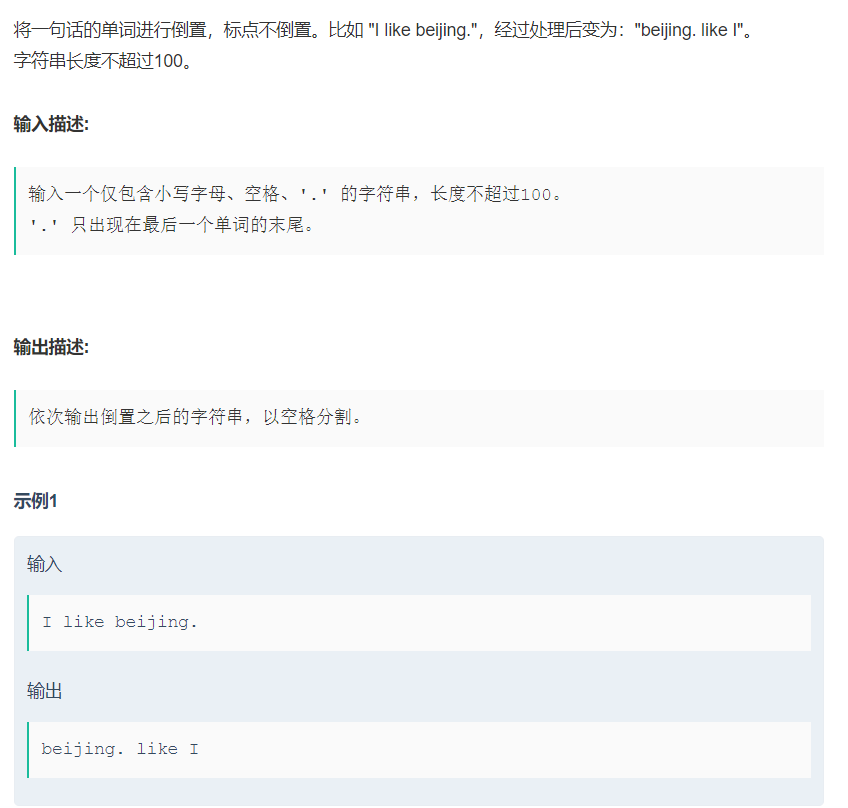 将一句话的单词进行倒置，标点不倒置。比如 "I like beijing."，经过处理后变为："beijing. like I"。
字符串长度不超过100。
输入描述:
输入一个仅包含小写字母、空格、'.' 的字符串，长度不超过100。
'.' 只出现在最后一个单词的末尾。
输出描述:
依次输出倒置之后的字符串，以空格分割。
示例1
输入
I like beijing.
输出
beijing. like I